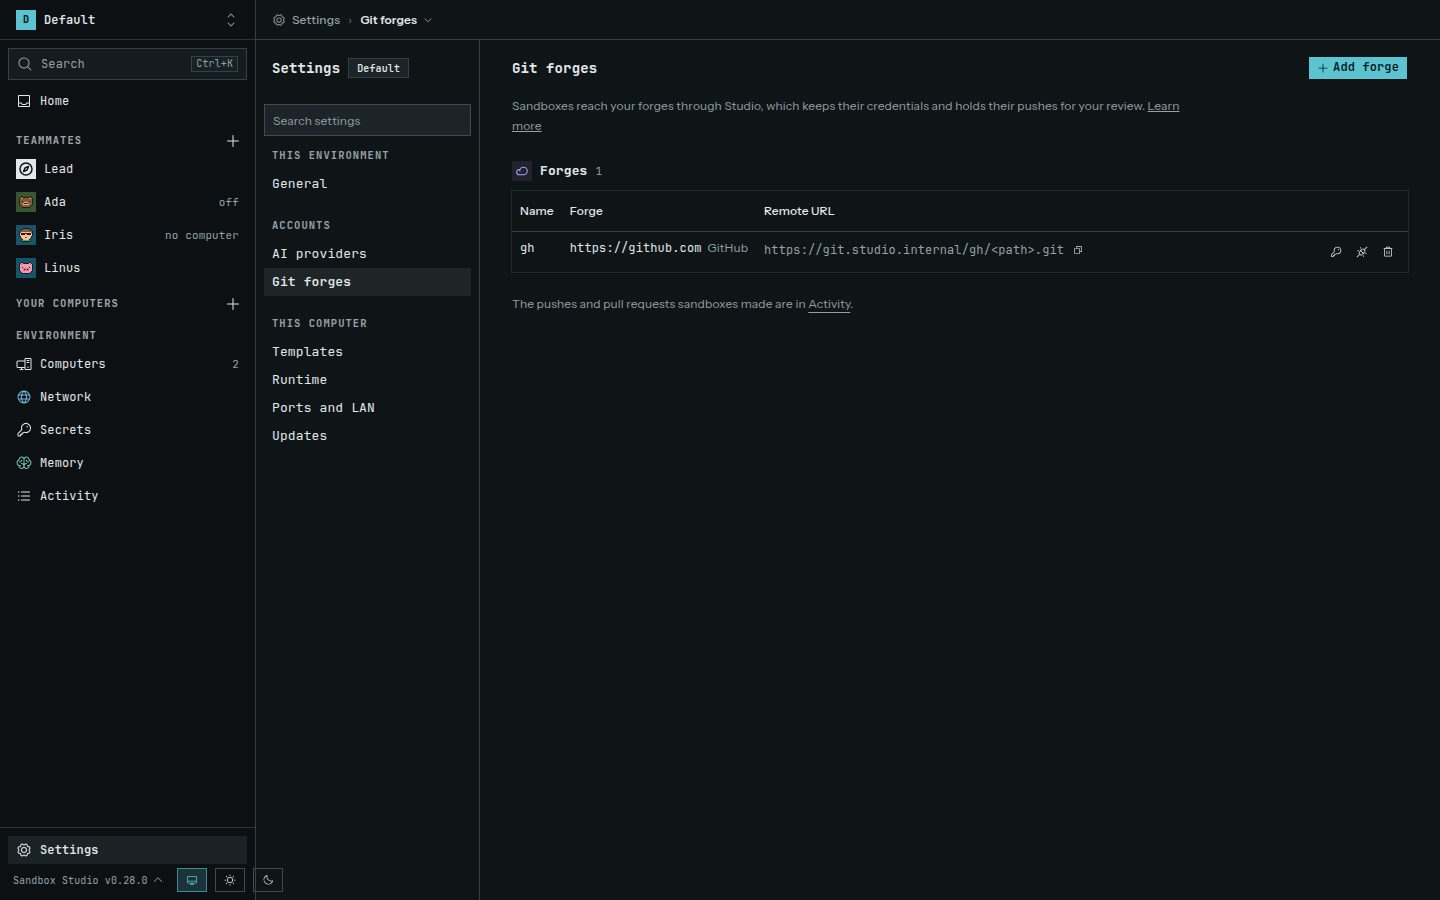 D Default
Search Ctrl+K
Home
TEAMMATES
Lead
Ada off
Iris no computer
Linus
YOUR COMPUTERS
ENVIRONMENT
Computers 2
Network
Secrets
Memory
Activity
Settings
Sandbox Studio v0.28.0
Settings › Git forges
Settings Default
Search settings
THIS ENVIRONMENT
General
ACCOUNTS
AI providers
Git forges
THIS COMPUTER
Templates
Runtime
Ports and LAN
Updates
Git forges
+ Add forge
Sandboxes reach your forges through Studio, which keeps their credentials and holds their pushes for your review. Learn
more
Forges 1
Name Forge Remote URL
gh https://github.com GitHub https://git.studio.internal/gh/<path>.git
The pushes and pull requests sandboxes made are in Activity.